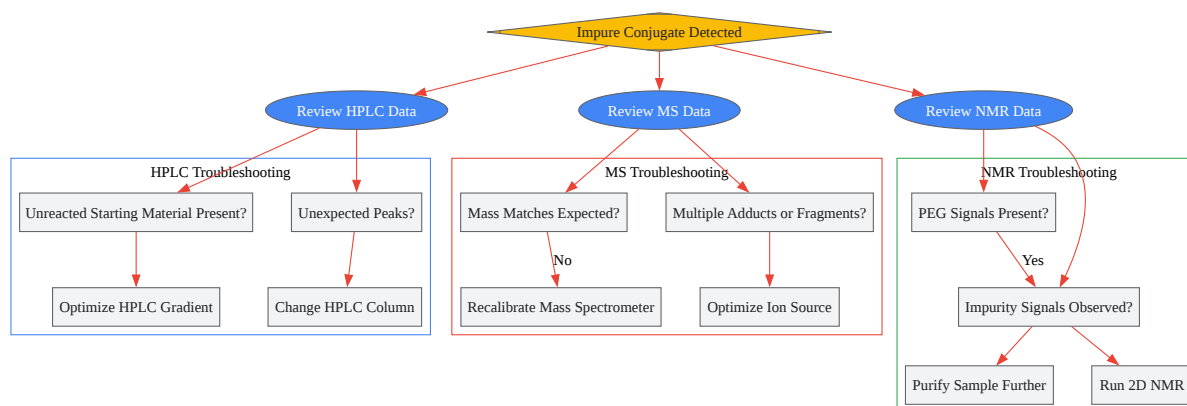 Impure Conjugate Detected
Review HPLC Data
Review MS Data
Review NMR Data
HPLC Troubleshooting
MS Troubleshooting
NMR Troubleshooting
Unreacted Starting Material Present?
Unexpected Peaks?
Mass Matches Expected?
Multiple Adducts or Fragments?
PEG Signals Present?
No
Yes
Optimize HPLC Gradient
Change HPLC Column
Recalibrate Mass Spectrometer
Optimize Ion Source
Impurity Signals Observed?
Purify Sample Further
Run 2D NMR